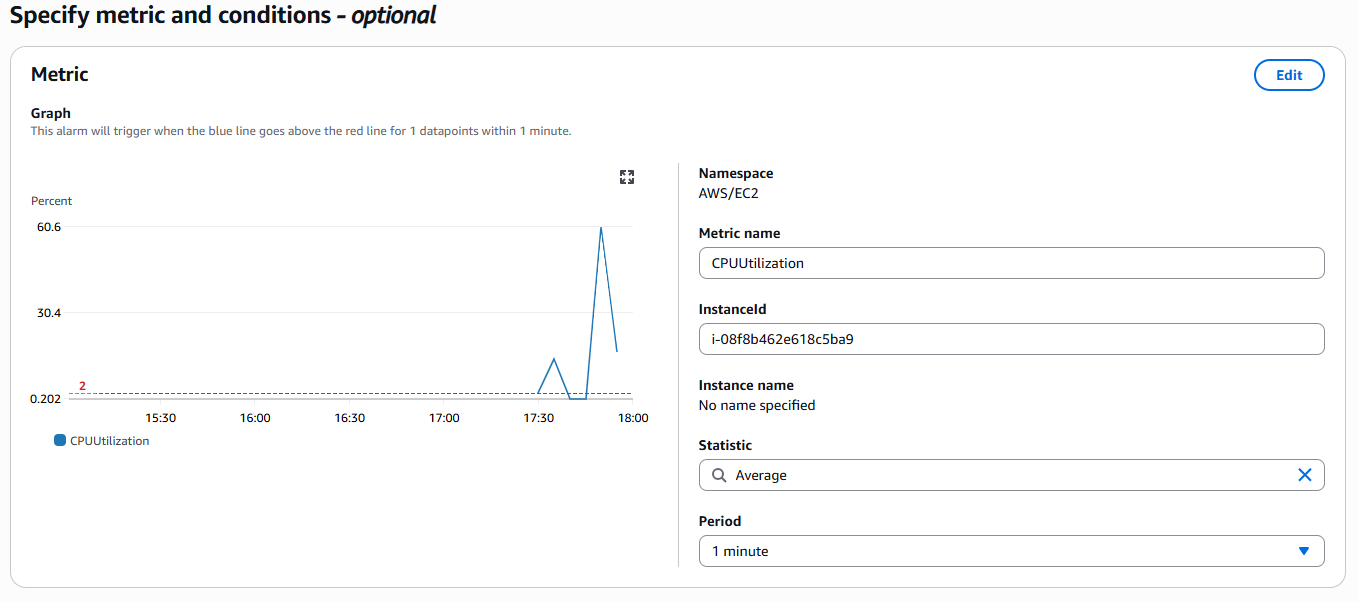 Specify metric and conditions - optional
Metric
Edit
Graph
This alarm will trigger when the blue line goes above the red line for 1 datapoints within 1 minute.
Percent
60.6
30.4
2
0.202
15:30 16:00 16:30 17:00 17:30 18:00
CPUUtilization
Namespace
AWS/EC2
Metric name
CPUUtilization
InstanceId
i-08f8b462e618c5ba9
Instance name
No name specified
Statistic
Average
Period
1 minute